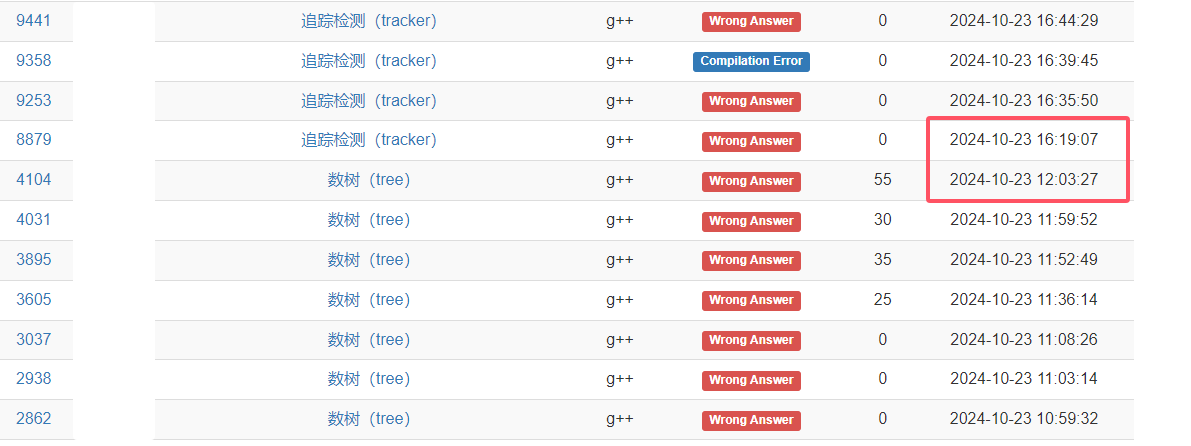 9441 追踪检测（tracker） g++ Wrong Answer 0 2024-10-23 16:44:29
9358 追踪检测（tracker） g++ Compilation Error 0 2024-10-23 16:39:45
9253 追踪检测（tracker） g++ Wrong Answer 0 2024-10-23 16:35:50
8879 追踪检测（tracker） g++ Wrong Answer 0 2024-10-23 16:19:07
4104 数树（tree） g++ Wrong Answer 55 2024-10-23 12:03:27
4031 数树（tree） g++ Wrong Answer 30 2024-10-23 11:59:52
3895 数树（tree） g++ Wrong Answer 35 2024-10-23 11:52:49
3605 数树（tree） g++ Wrong Answer 25 2024-10-23 11:36:14
3037 数树（tree） g++ Wrong Answer 0 2024-10-23 11:08:26
2938 数树（tree） g++ Wrong Answer 0 2024-10-23 11:03:14
2862 数树（tree） g++ Wrong Answer 0 2024-10-23 10:59:32